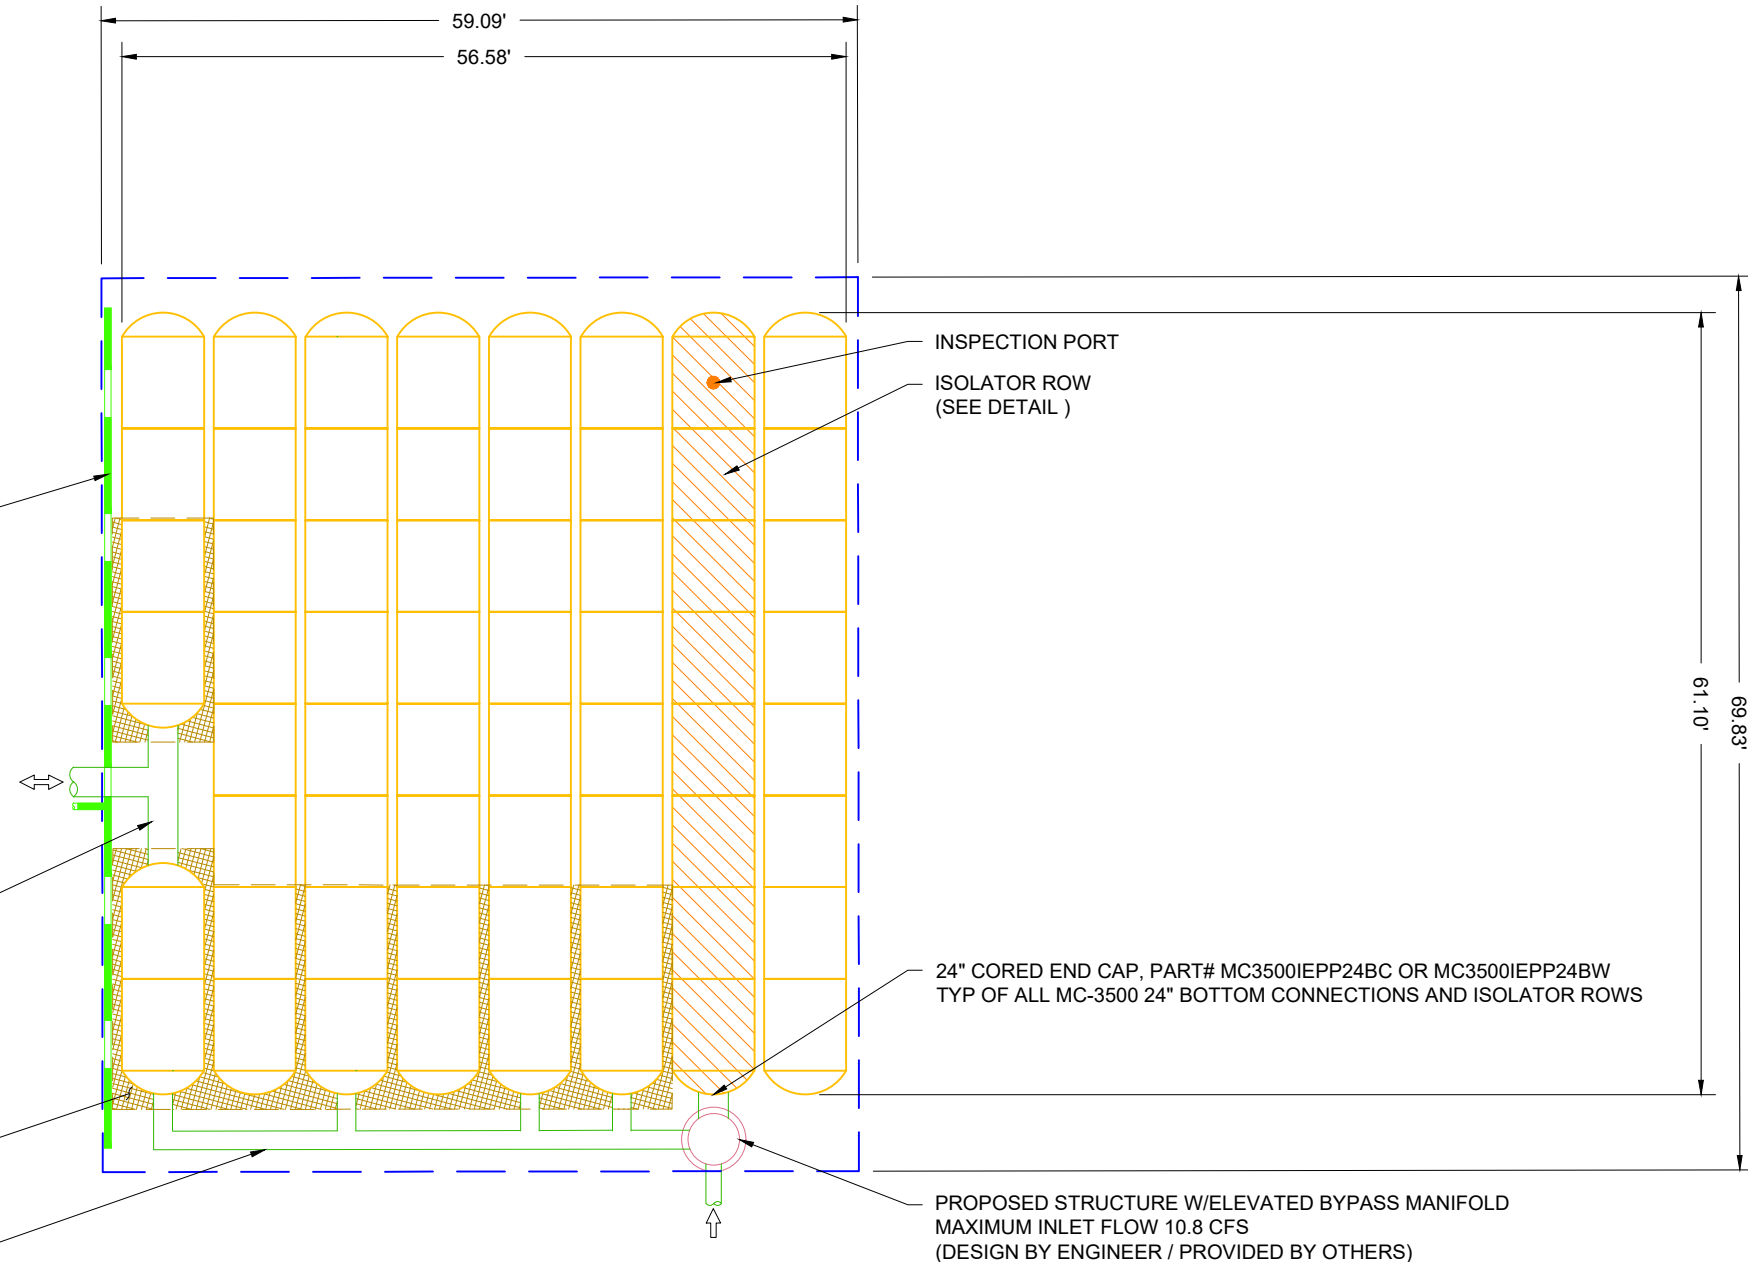 59.09'
56.58'
INSPECTION PORT
ISOLATOR ROW
(SEE DETAIL )
61.10'
69.83'
24" CORED END CAP, PART# MC3500IEPP24BC OR MC3500IEPP24BW
TYP OF ALL MC-3500 24" BOTTOM CONNECTIONS AND ISOLATOR ROWS
PROPOSED STRUCTURE W/ELEVATED BYPASS MANIFOLD
MAXIMUM INLET FLOW 10.8 CFS
(DESIGN BY ENGINEER / PROVIDED BY OTHERS)